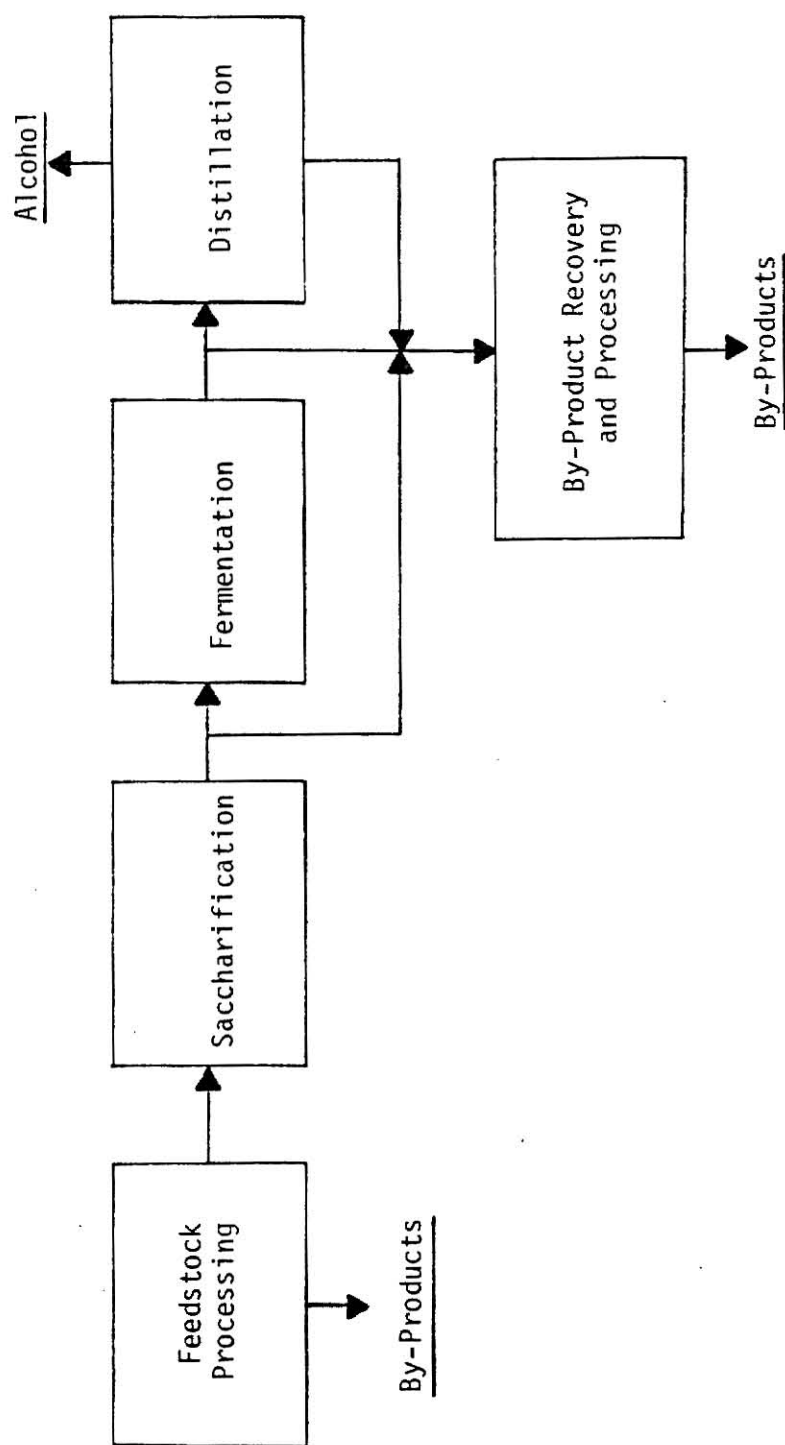 Feedstock
Processing
By-Products
Saccharification
Fermentation
Distillation
Alcohol
By-Product Recovery
and Processing
By-Products